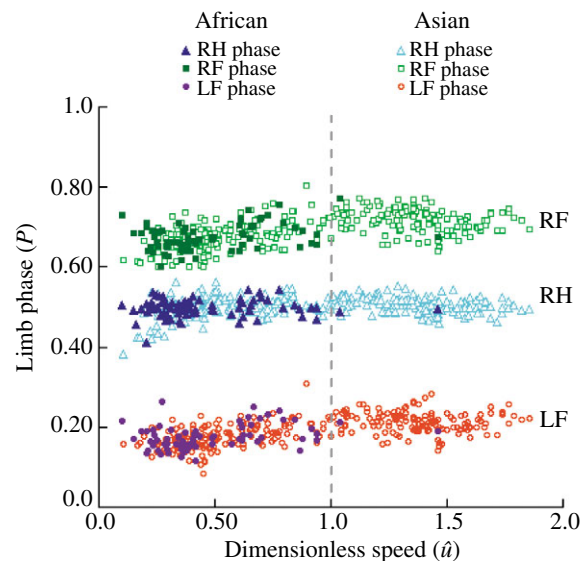 African Asian
RH phase RH phase
RF phase RF phase
LF phase LF phase
1.0
0.80
0.60
0.40
0.20
0.0
Limb phase (P)
RF
RH
LF
0.0 0.50 1.0 1.5 2.0
Dimensionless speed (û)